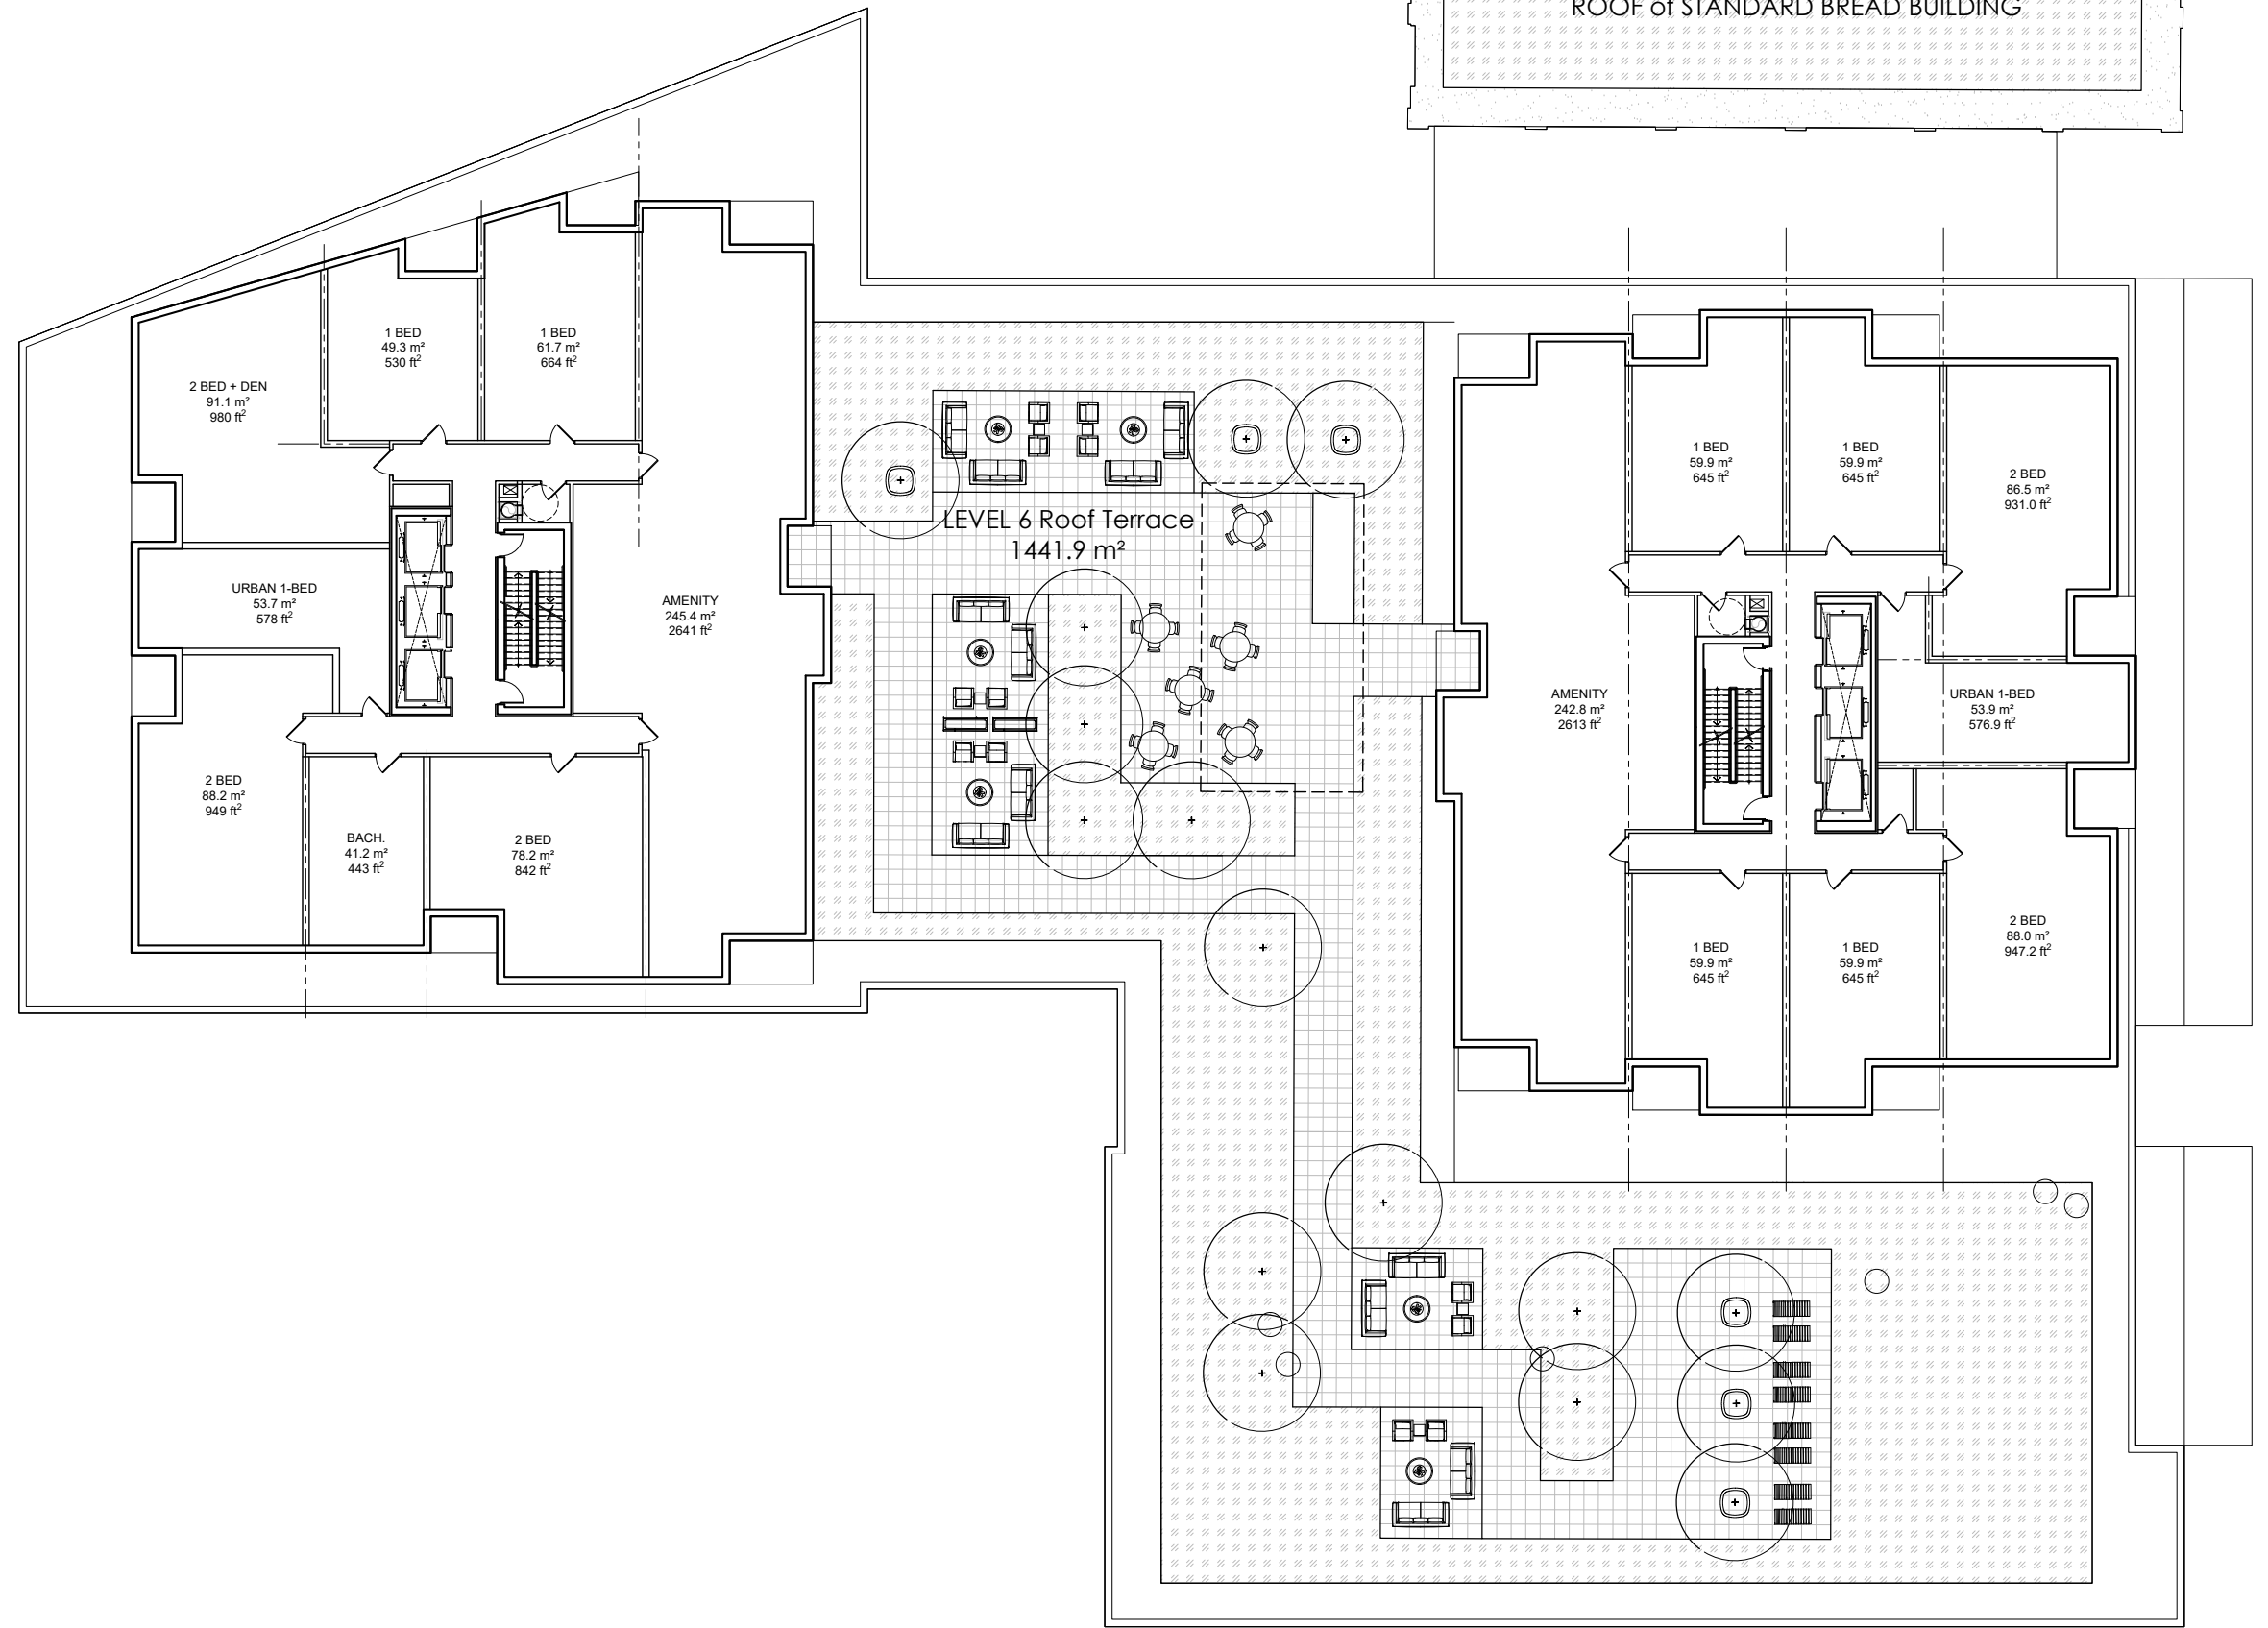 ROOF of STANDARD BREAD BUILDING
1 BED
49.3 m²
530 ft²
1 BED
61.7 m²
664 ft²
2 BED + DEN
91.1 m²
980 ft²
URBAN 1-BED
53.7 m²
578 ft²
AMENITY
245.4 m²
2641 ft²
2 BED
88.2 m²
949 ft²
BACH.
41.2 m²
443 ft²
2 BED
78.2 m²
842 ft²
LEVEL 6 Roof Terrace
1441.9 m²
1 BED
59.9 m²
645 ft²
1 BED
59.9 m²
645 ft²
2 BED
86.5 m²
931.0 ft²
AMENITY
242.8 m²
2613 ft²
URBAN 1-BED
53.9 m²
576.9 ft²
1 BED
59.9 m²
645 ft²
1 BED
59.9 m²
645 ft²
2 BED
88.0 m²
947.2 ft²